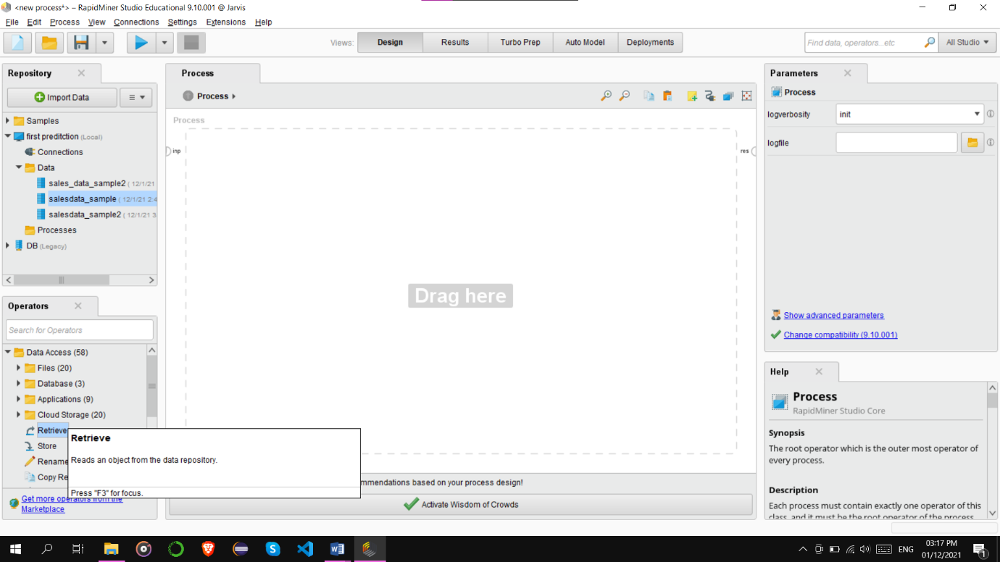 <new process*> – RapidMiner Studio Educational 9.10.001 @ Jarvis
File Edit Process View Connections Settings Extensions Help
Views: Design Results Turbo Prep Auto Model Deployments
Find data, operators...etc
All Studio
Repository
Import Data
Samples
first preditction (Local)
Connections
Data
sales_data_sample2 ( 12/1/21
salesdata_sample ( 12/1/21 2:4
salesdata_sample2 ( 12/1/21 3
Processes
DB (Legacy)
Operators
Search for Operators
Data Access (58)
Files (20)
Database (3)
Applications (9)
Cloud Storage (20)
Retrieve
Store
Rename
Copy Re
Get more operators from the
Marketplace
Retrieve
Reads an object from the data repository.
Press "F3" for focus.
Process
Process
Process
inp
res
Drag here
mmendations based on your process design!
Activate Wisdom of Crowds
Parameters
Process
logverbosity init
logfile
Show advanced parameters
Change compatibility (9.10.001)
Help
Process
RapidMiner Studio Core
Synopsis
The root operator which is the outer most operator of
every process.
Description
Each process must contain exactly one operator of this
class, and it must be the root operator of the process.
ENG
03:17 PM
01/12/2021
1